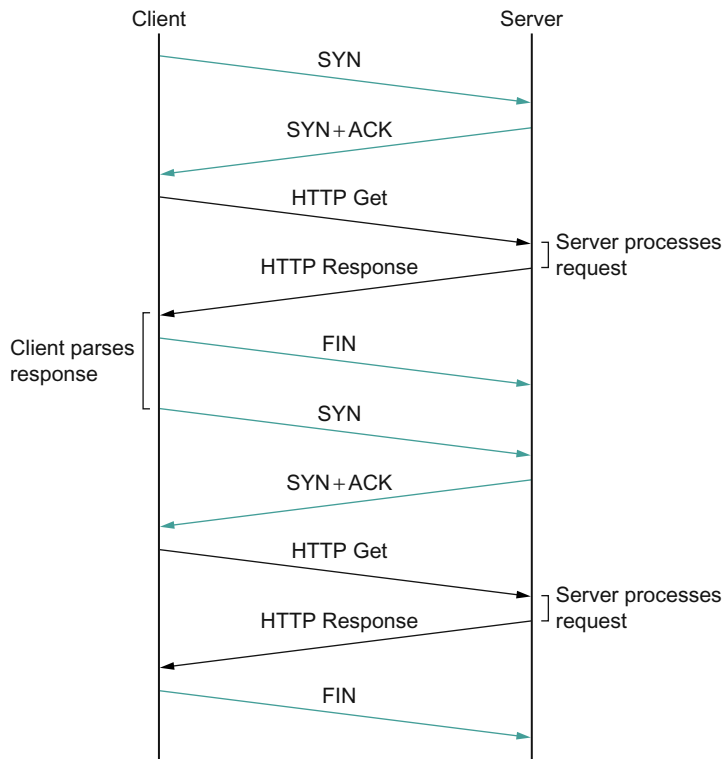 Client
Server
SYN
SYN+ACK
HTTP Get
Server processes
request
HTTP Response
Client parses
response
FIN
SYN
SYN+ACK
HTTP Get
Server processes
request
HTTP Response
FIN